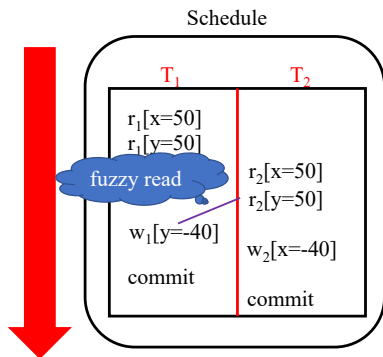 Schedule
T₁ T₂
r₁[x=50]
r₁[y=50]
fuzzy read
r₂[x=50]
r₂[y=50]
w₁[y=-40]
w₂[x=-40]
commit
commit